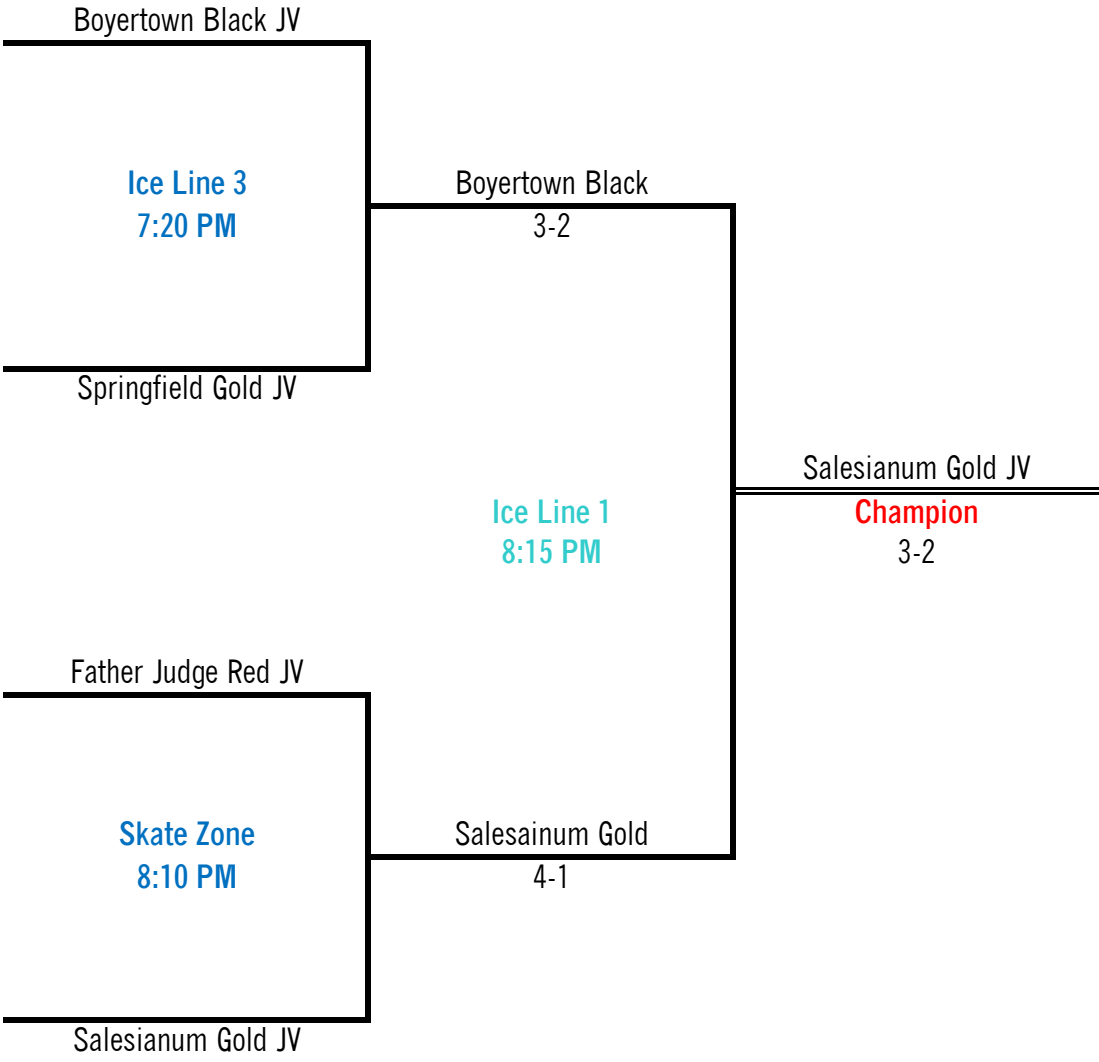 Boyertown Black JV
Ice Line 3
7:20 PM
Springfield Gold JV
Boyertown Black
3-2
Ice Line 1
8:15 PM
Salesianum Gold JV
Champion
3-2
Father Judge Red JV
Skate Zone
8:10 PM
Salesianum Gold JV
Salesainum Gold
4-1